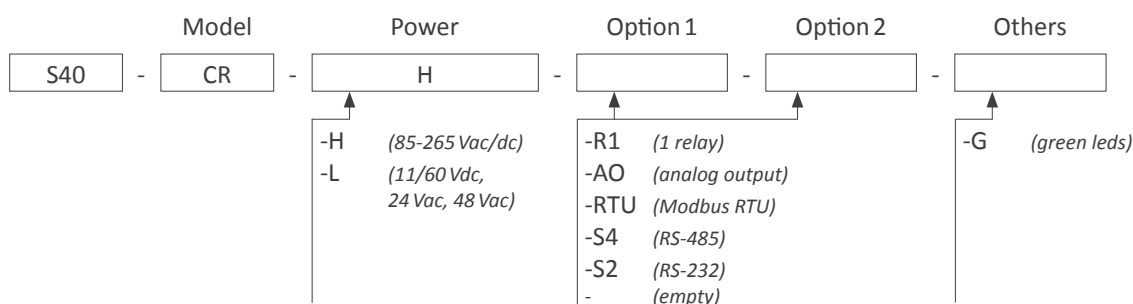 Model Power Option 1 Option 2 Others
S40 - CR - H - - -
-H (85-265 Vac/dc) -R1 (1 relay) -G (green leds)
-L (11/60 Vdc, -AO (analog output)
24 Vac, 48 Vac) -RTU (Modbus RTU)
-S4 (RS-485)
-S2 (RS-232)
- (empty)